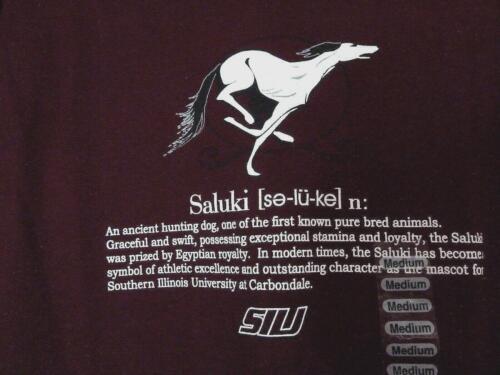 Saluki [sə-lü-ke] n:
An ancient hunting dog, one of the first known pure bred animals.
Graceful and swift, possessing exceptional stamina and loyalty, the Saluki
was prized by Egyptian royalty. In modern times, the Saluki has become
symbol of athletic excellence and outstanding character as the mascot for
Southern Illinois University at Carbondale.
SIU
Medium
Medium
Medium
Medium
Medium
Medium